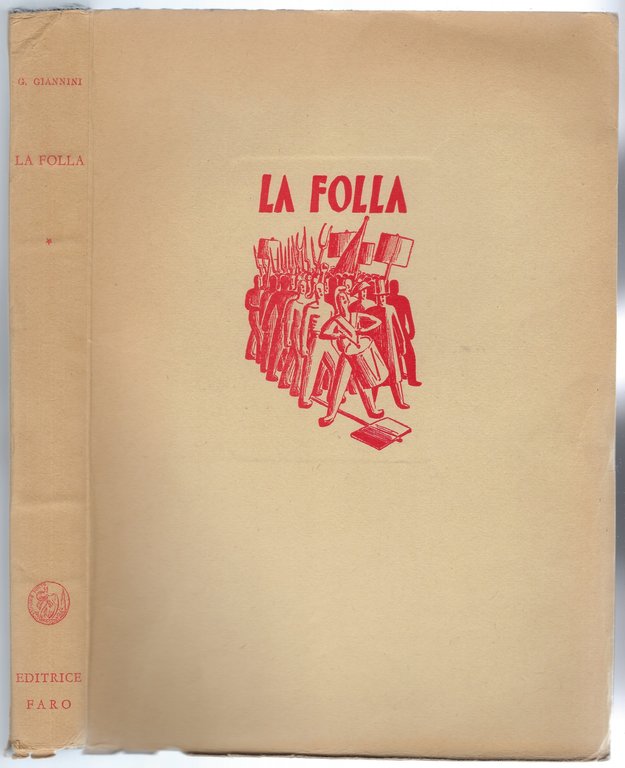 G. GIANNINI
LA FOLLA
*
EDITRICE
FARO
LA FOLLA